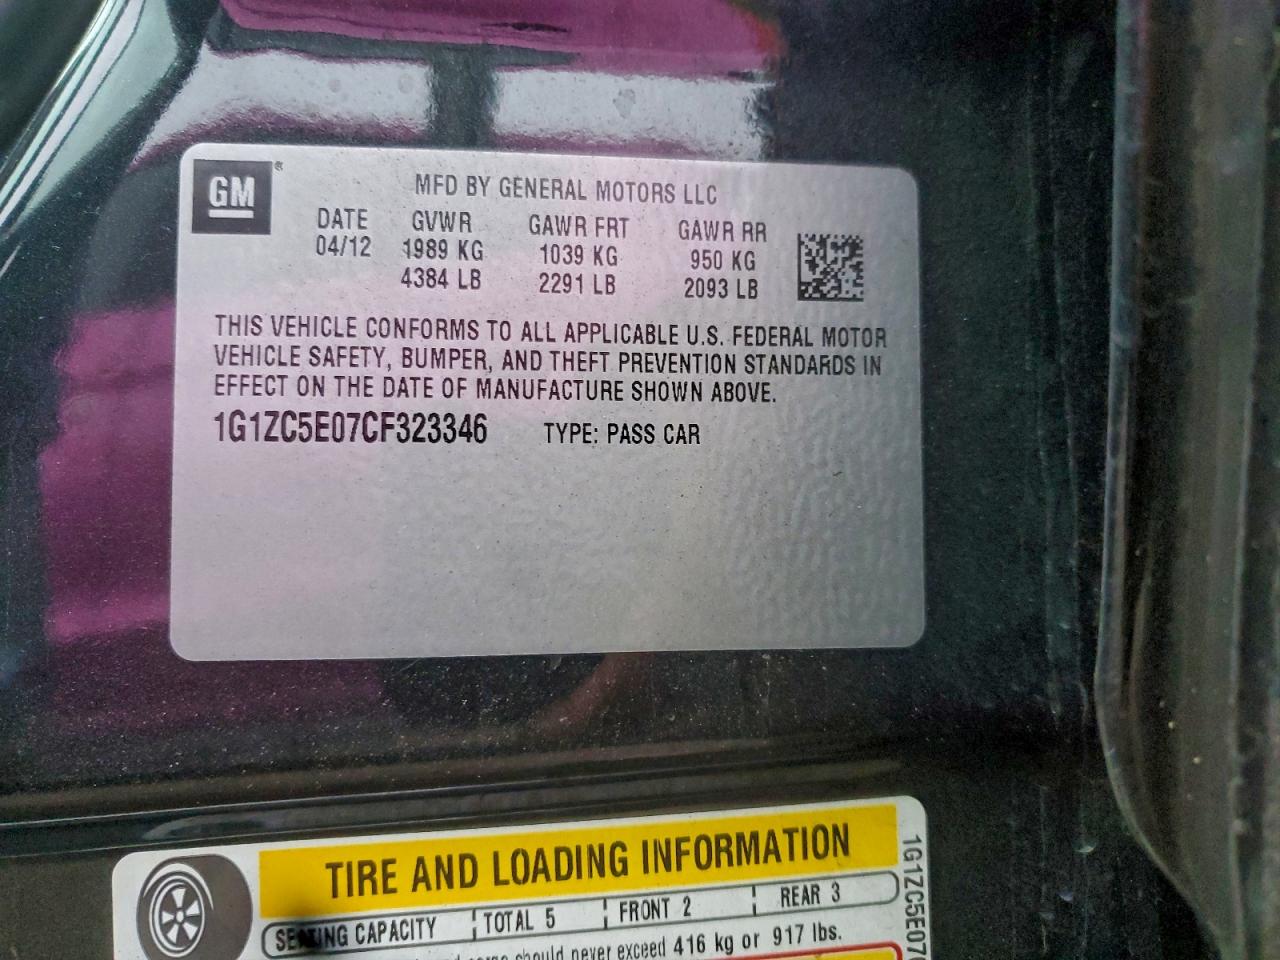 GM®
MFD BY GENERAL MOTORS LLC
DATE GVWR GAWR FRT GAWR RR
04/12 1989 KG 1039 KG 950 KG
4384 LB 2291 LB 2093 LB
THIS VEHICLE CONFORMS TO ALL APPLICABLE U.S. FEDERAL MOTOR
VEHICLE SAFETY, BUMPER, AND THEFT PREVENTION STANDARDS IN
EFFECT ON THE DATE OF MANUFACTURE SHOWN ABOVE.
1G1ZC5E07CF323346 TYPE: PASS CAR
TIRE AND LOADING INFORMATION
SEATING CAPACITY TOTAL 5 FRONT 2 REAR 3
should never exceed 416 kg or 917 lbs.
1G1ZC5E07